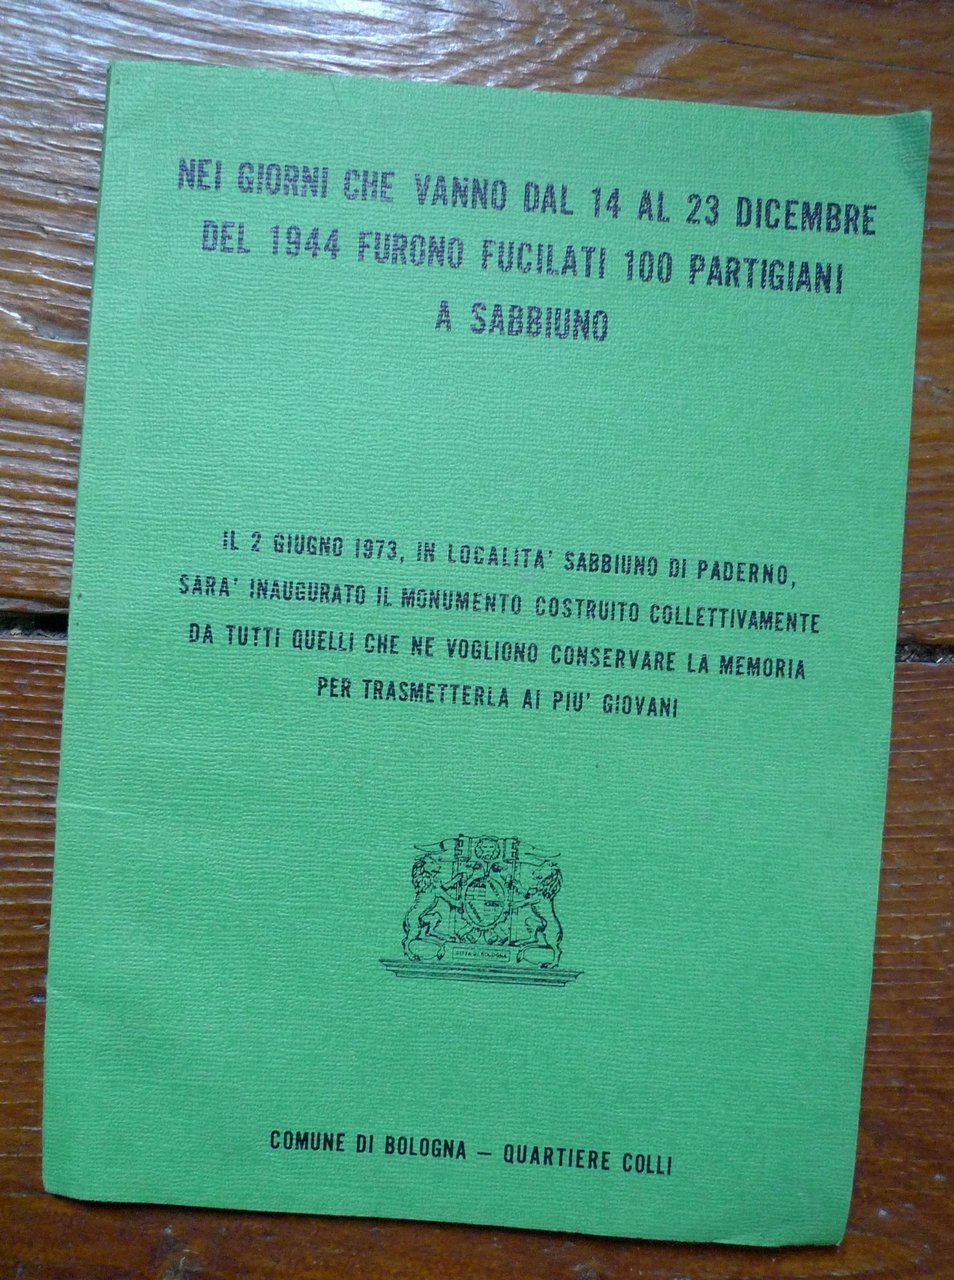 NEI GIORNI CHE VANNO DAL 14 AL 23 DICEMBRE
DEL 1944 FURONO FUCILATI 100 PARTIGIANI
A SABBIUNO
IL 2 GIUGNO 1973, IN LOCALITA' SABBIUNO DI PADERNO,
SARA' INAUGURATO IL MONUMENTO COSTRUITO COLLETTIVAMENTE
DA TUTTI QUELLI CHE NE VOGLIONO CONSERVARE LA MEMORIA
PER TRASMETTERLA AI PIU' GIOVANI
COMUNE DI BOLOGNA — QUARTIERE COLLI